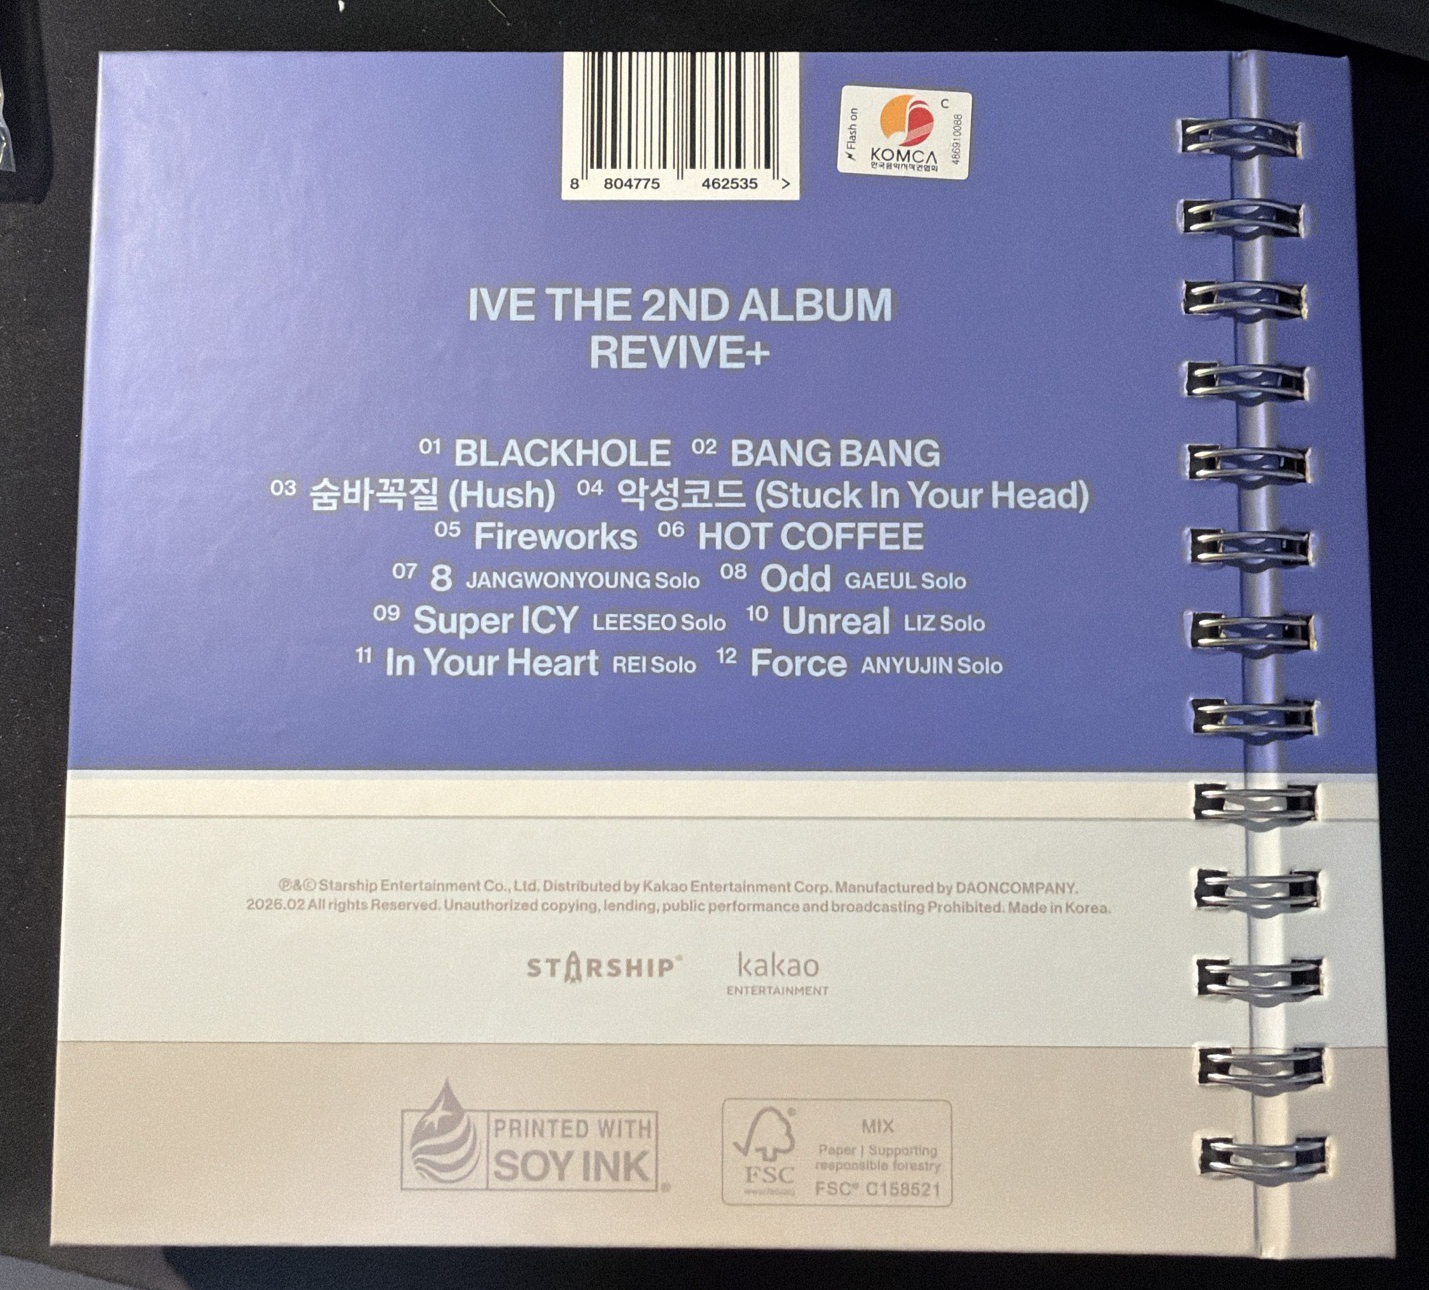 8 804775 462535 >
Flash on
C
KOMCA
한국음악저작권협회
486910088
IVE THE 2ND ALBUM
REVIVE+
01 BLACKHOLE 02 BANG BANG
03 숨바꼭질 (Hush) 04 악성코드 (Stuck In Your Head)
05 Fireworks 06 HOT COFFEE
07 8 JANGWONYOUNG Solo 08 Odd GAEUL Solo
09 Super ICY LEESEO Solo 10 Unreal LIZ Solo
11 In Your Heart REI Solo 12 Force ANYUJIN Solo
℗&© Starship Entertainment Co., Ltd. Distributed by Kakao Entertainment Corp. Manufactured by DAONCOMPANY.
2026.02 All rights Reserved. Unauthorized copying, lending, public performance and broadcasting Prohibited. Made in Korea.
STARSHIP®
kakao
ENTERTAINMENT
PRINTED WITH
SOY INK®
FSC
MIX
Paper | Supporting
responsible forestry
FSC® C158521